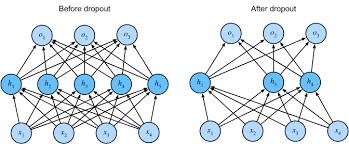 Before dropout
After dropout
o₁ o₂ o₃
o₁ o₂ o₃
h₁ h₂ h₃ h₄ h₅
h₁ h₃ h₄
x₁ x₂ x₃ x₄
x₁ x₂ x₃ x₄